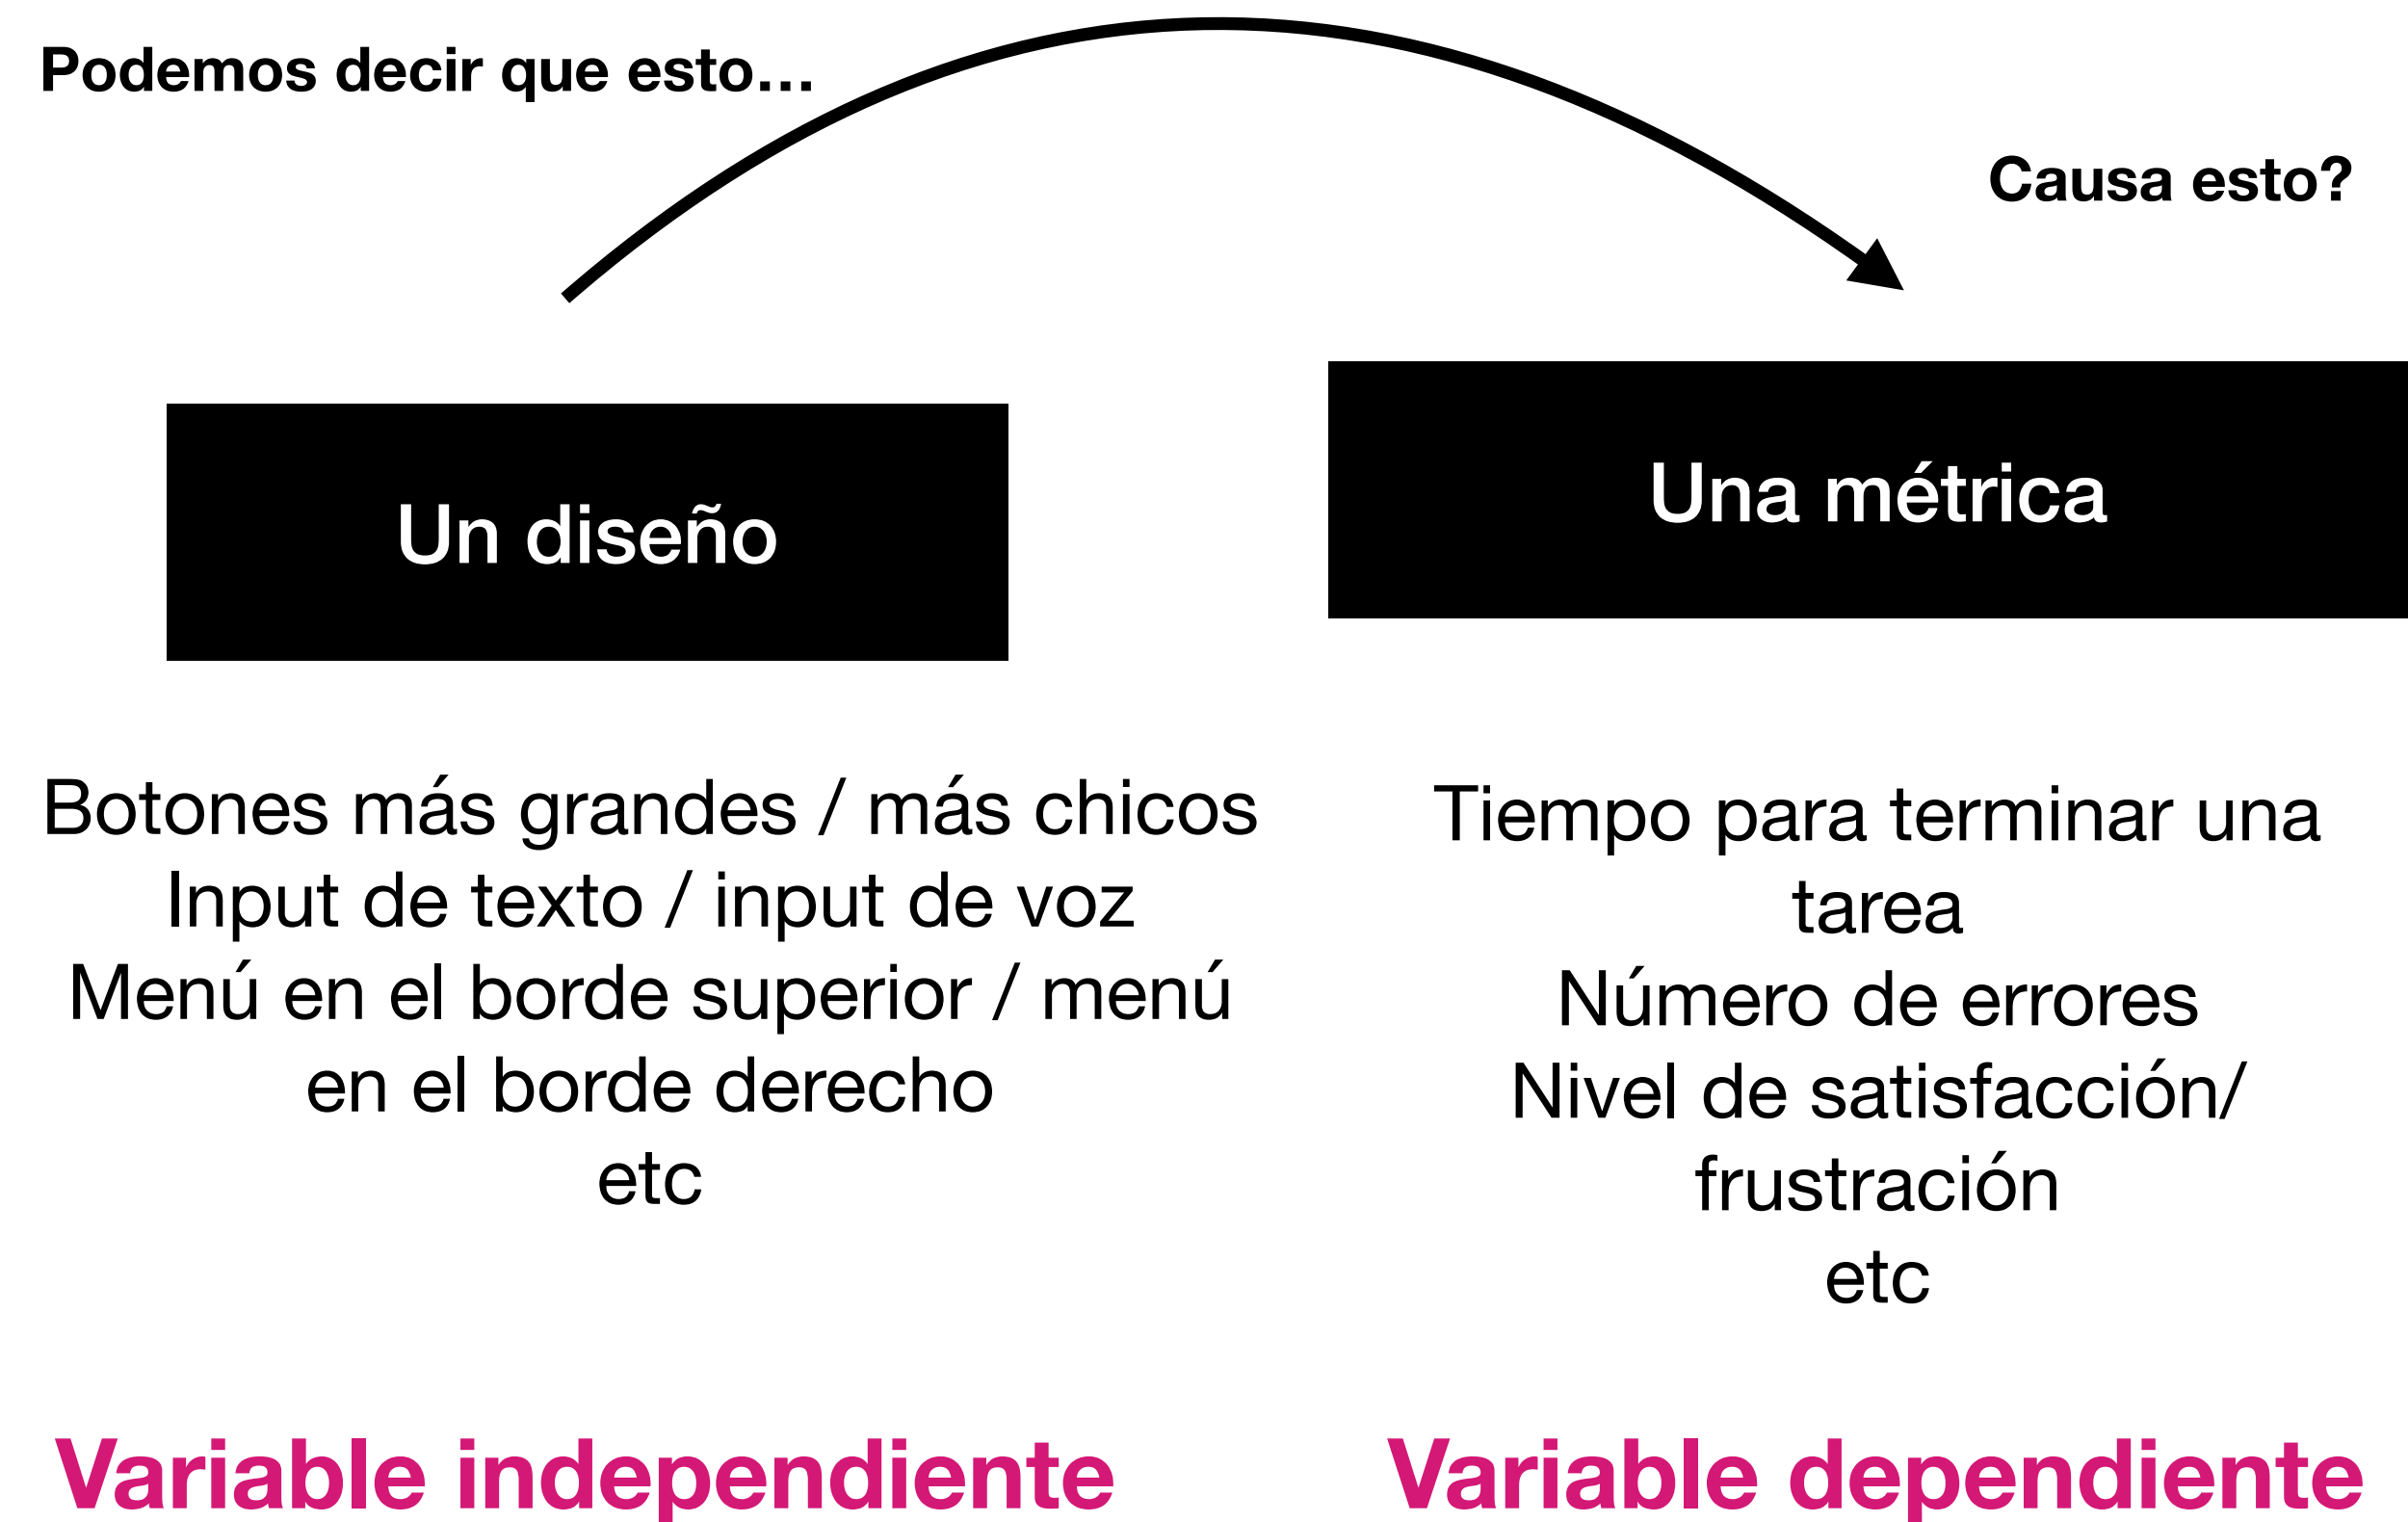 Podemos decir que esto...
Causa esto?
Un diseño
Una métrica
Botones más grandes / más chicos
Input de texto / input de voz
Menú en el borde superior / menú
en el borde derecho
etc
Tiempo para terminar una
tarea
Número de errores
Nivel de satisfacción/
frustración
etc
Variable independiente
Variable dependiente